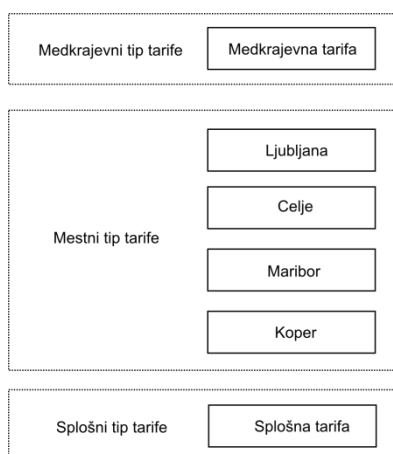 Medkrajevni tip tarife
Medkrajevna tarifa
Mestni tip tarife
Ljubljana
Celje
Maribor
Koper
Splošni tip tarife
Splošna tarifa